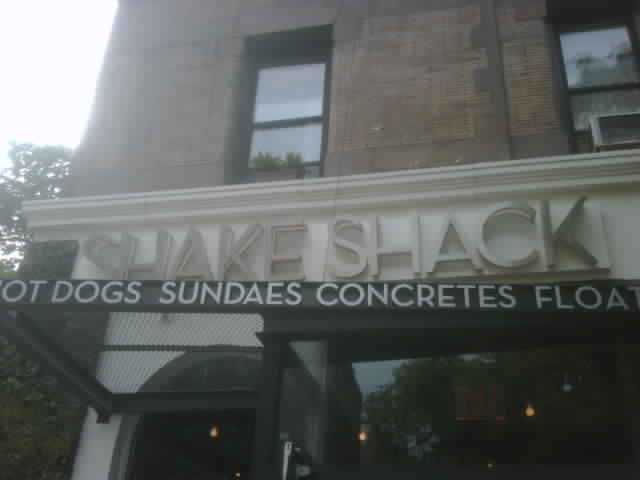 SHAKE SHACK
OT DOGS SUNDAES CONCRETES FLOAT